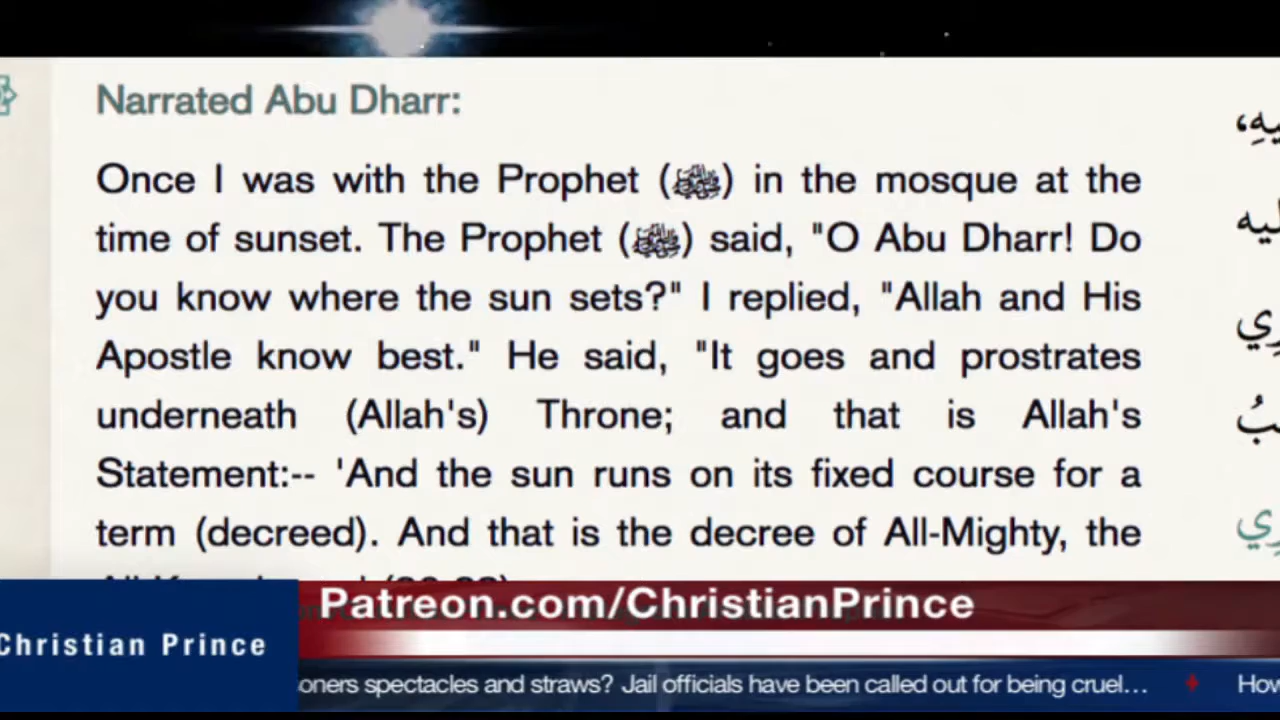 Narrated Abu Dharr:
Once I was with the Prophet (ﷺ) in the mosque at the
time of sunset. The Prophet (ﷺ) said, "O Abu Dharr! Do
you know where the sun sets?" I replied, "Allah and His
Apostle know best." He said, "It goes and prostrates
underneath (Allah's) Throne; and that is Allah's
Statement:-- 'And the sun runs on its fixed course for a
term (decreed). And that is the decree of All-Mighty, the
Patreon.com/ChristianPrince
Christian Prince
oners spectacles and straws? Jail officials have been called out for being cruel... How